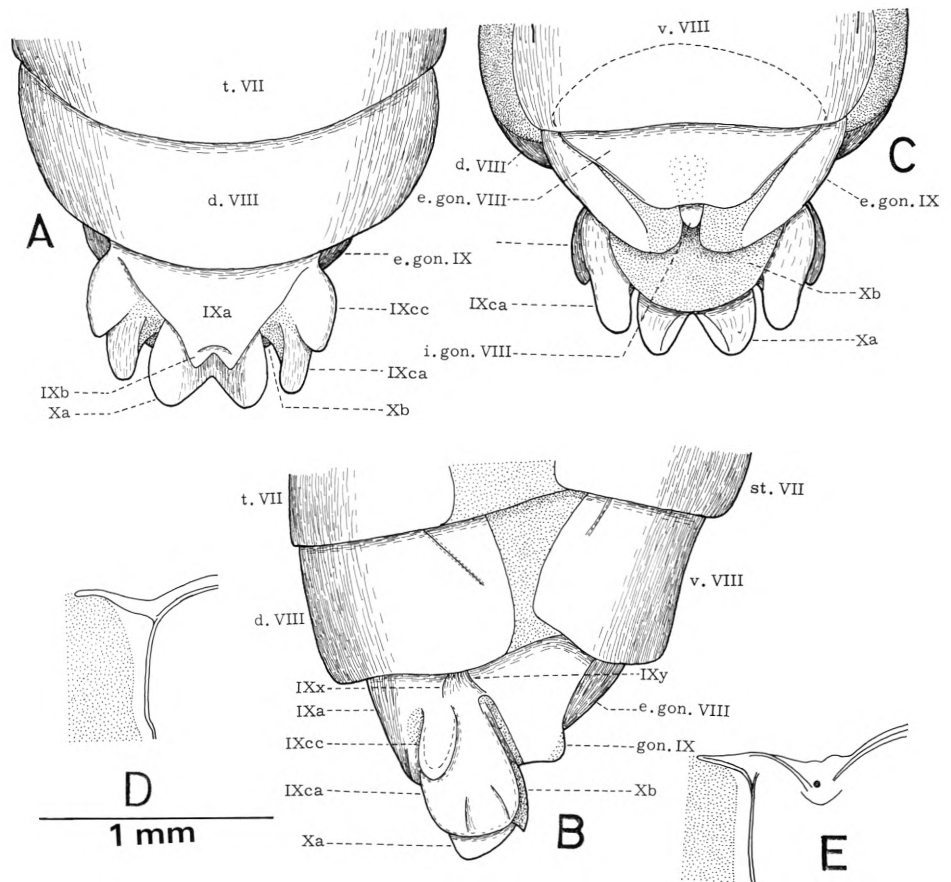 t. VII
d. VIII
A
e.gon. IX
IXa
IXcc
IXb
Xa
IXca
Xb
v. VIII
d. VIII
C
e.gon. VIII
e.gon. IX
IXca
Xb
i.gon. VIII
Xa
t. VII
st. VII
d. VIII
v. VIII
IXx
IXy
IXa
e.gon. VIII
IXcc
gon. IX
IXca
Xb
Xa
B
D
1 mm
E